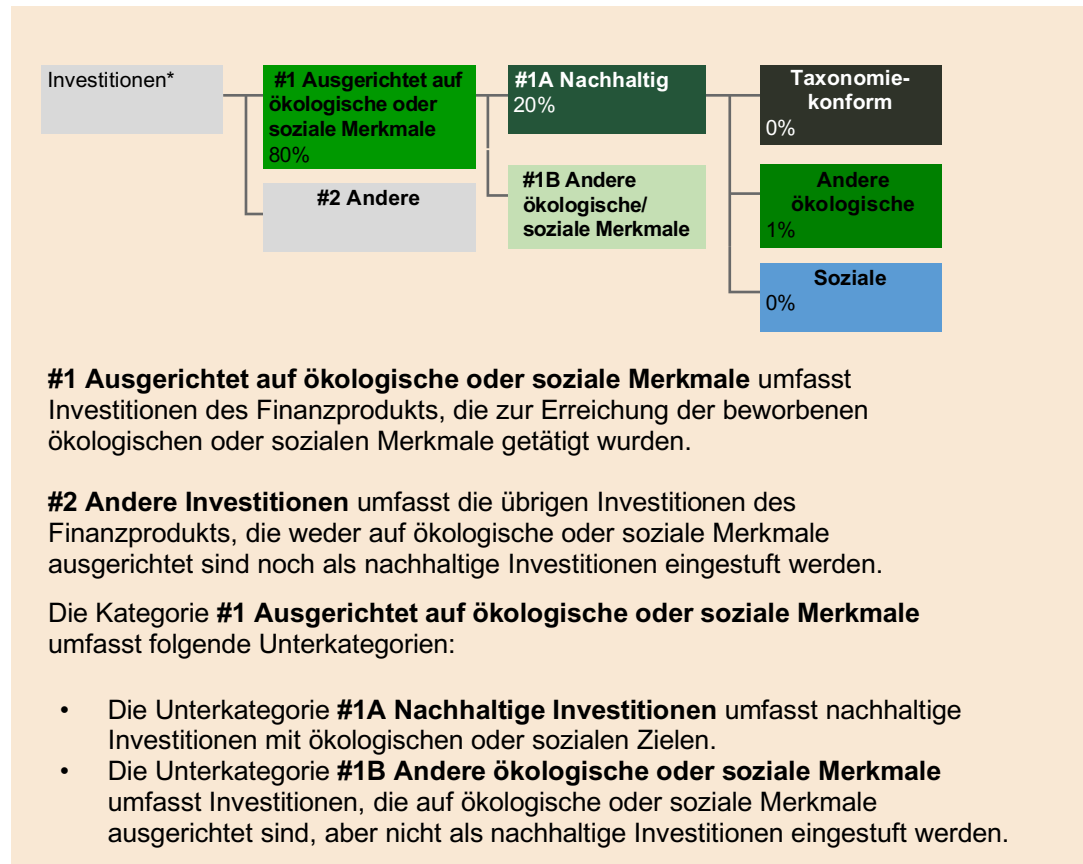 Investitionen*
#1 Ausgerichtet auf
ökologische oder
soziale Merkmale
80%
#2 Andere
#1A Nachhaltig
20%
#1B Andere
ökologische/
soziale Merkmale
Taxonomie-
konform
0%
Andere
ökologische
1%
Soziale
0%
#1 Ausgerichtet auf ökologische oder soziale Merkmale umfasst
Investitionen des Finanzprodukts, die zur Erreichung der beworbenen
ökologischen oder sozialen Merkmale getätigt wurden.
#2 Andere Investitionen umfasst die übrigen Investitionen des
Finanzprodukts, die weder auf ökologische oder soziale Merkmale
ausgerichtet sind noch als nachhaltige Investitionen eingestuft werden.
Die Kategorie #1 Ausgerichtet auf ökologische oder soziale Merkmale
umfasst folgende Unterkategorien:
• Die Unterkategorie #1A Nachhaltige Investitionen umfasst nachhaltige
Investitionen mit ökologischen oder sozialen Zielen.
• Die Unterkategorie #1B Andere ökologische oder soziale Merkmale
umfasst Investitionen, die auf ökologische oder soziale Merkmale
ausgerichtet sind, aber nicht als nachhaltige Investitionen eingestuft werden.